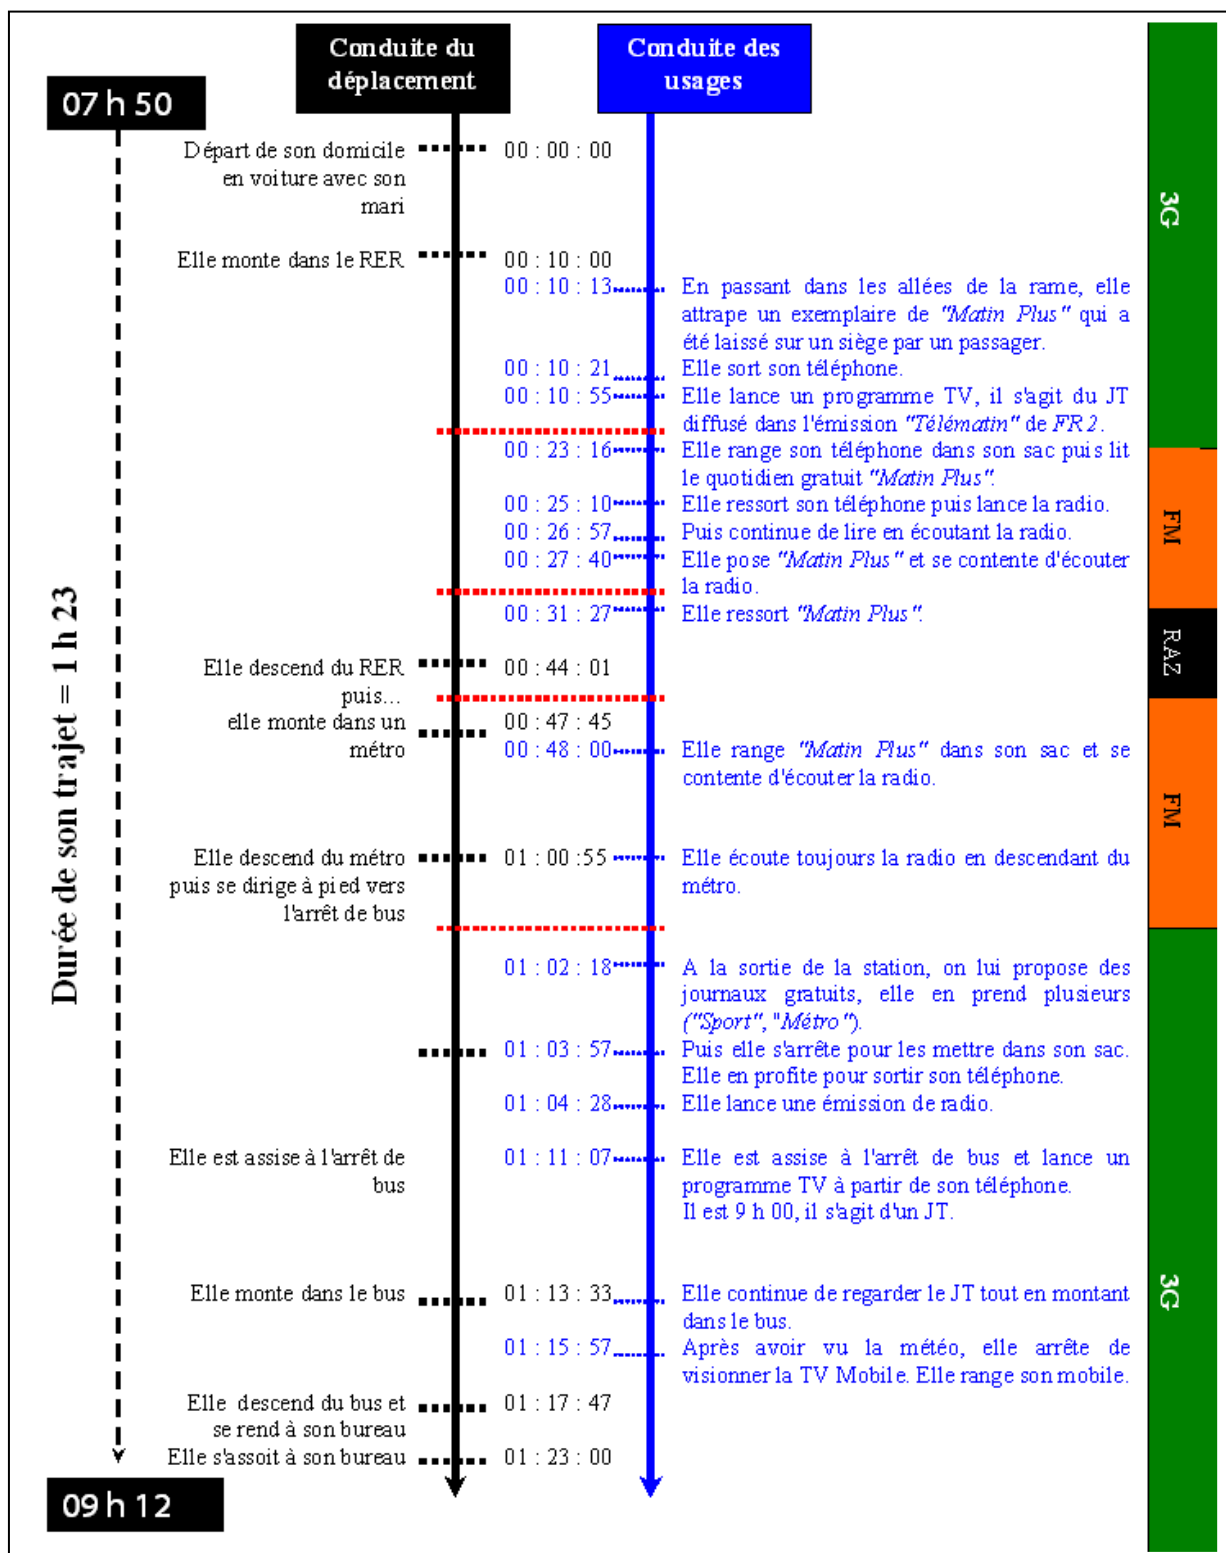 Conduite du
déplacement
Conduite des
usages
07 h 50
Départ de son domicile
en voiture avec son
mari
00 : 00 : 00
Elle monte dans le RER
00 : 10 : 00
00 : 10 : 13
En passant dans les allées de la rame, elle
attrape un exemplaire de "Matin Plus" qui a
été laissé sur un siège par un passager.
00 : 10 : 21
Elle sort son téléphone.
00 : 10 : 55
Elle lance un programme TV, il s'agit du JT
diffusé dans l'émission "Télématin" de FR2.
3G
00 : 23 : 16
Elle range son téléphone dans son sac puis lit
le quotidien gratuit "Matin Plus".
00 : 25 : 10
Elle ressort son téléphone puis lance la radio.
00 : 26 : 57
Puis continue de lire en écoutant la radio.
00 : 27 : 40
Elle pose "Matin Plus" et se contente d'écouter
la radio.
FM
00 : 31 : 27
Elle ressort "Matin Plus".
RAZ
Elle descend du RER
puis...
00 : 44 : 01
elle monte dans un
métro
00 : 47 : 45
00 : 48 : 00
Elle range "Matin Plus" dans son sac et se
contente d'écouter la radio.
FM
Durée de son trajet = 1 h 23
Elle descend du métro
puis se dirige à pied vers
l'arrêt de bus
01 : 00 :55
Elle écoute toujours la radio en descendant du
métro.
01 : 02 : 18
A la sortie de la station, on lui propose des
journaux gratuits, elle en prend plusieurs
("Sport", "Métro").
01 : 03 : 57
Puis elle s'arrête pour les mettre dans son sac.
Elle en profite pour sortir son téléphone.
01 : 04 : 28
Elle lance une émission de radio.
Elle est assise à l'arrêt de
bus
01 : 11 : 07
Elle est assise à l'arrêt de bus et lance un
programme TV à partir de son téléphone.
Il est 9 h 00, il s'agit d'un JT.
3G
Elle monte dans le bus
01 : 13 : 33
Elle continue de regarder le JT tout en montant
dans le bus.
01 : 15 : 57
Après avoir vu la météo, elle arrête de
visionner la TV Mobile. Elle range son mobile.
Elle descend du bus et
se rend à son bureau
01 : 17 : 47
Elle s'assoit à son bureau
01 : 23 : 00
09 h 12